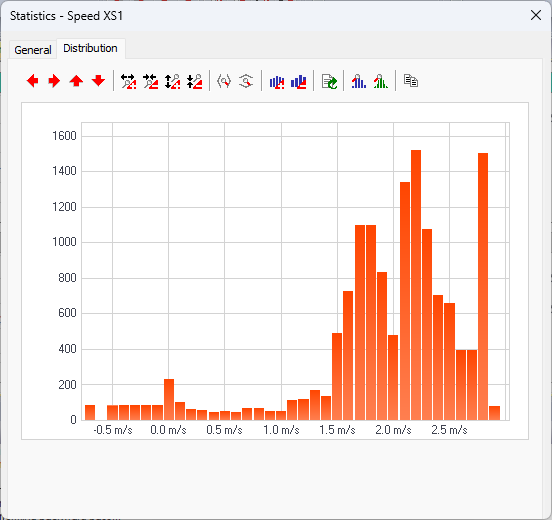 Statistics - Speed XS1
General
Distribution
1600
1400
1200
1000
800
600
400
200
0
-0.5 m/s
0.0 m/s
0.5 m/s
1.0 m/s
1.5 m/s
2.0 m/s
2.5 m/s